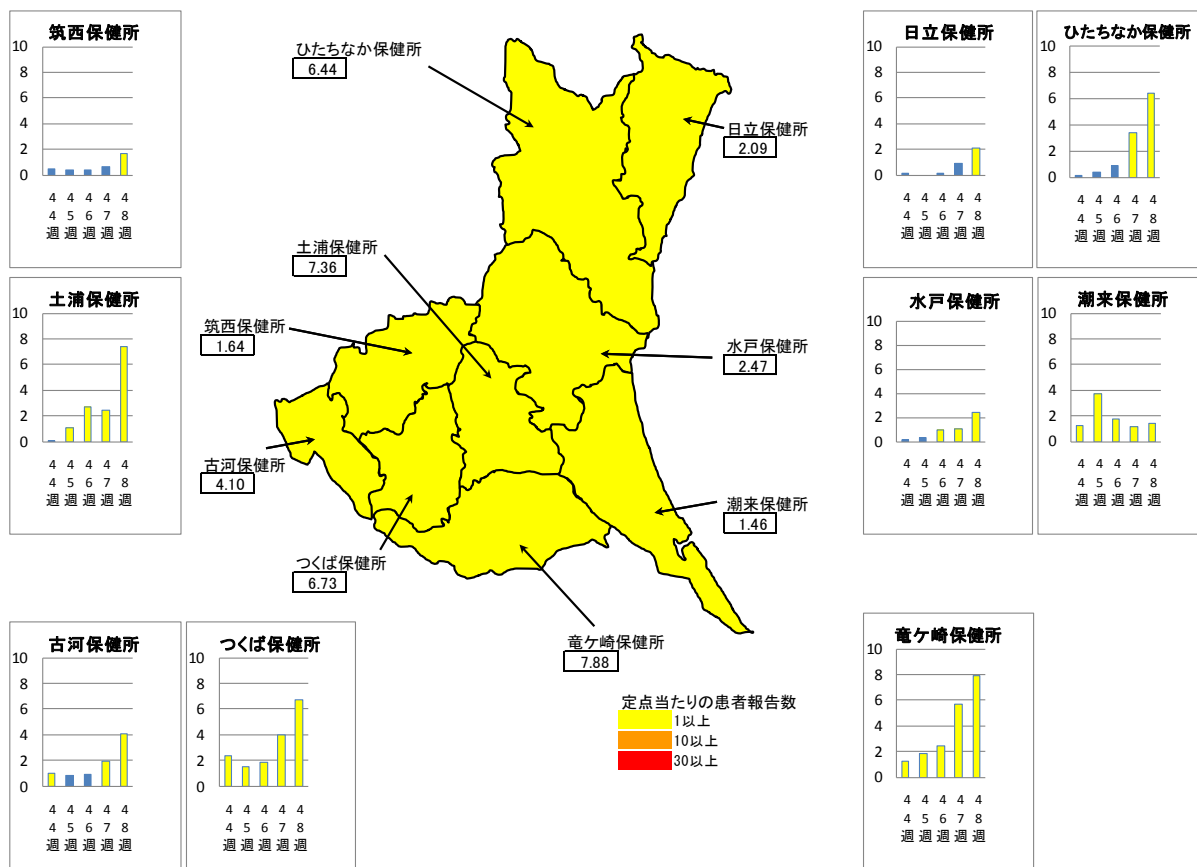 筑西保健所
10
8
6
4
2
0
44週
45週
46週
47週
48週
土浦保健所
10
8
6
4
2
0
44週
45週
46週
47週
48週
古河保健所
10
8
6
4
2
0
44週
45週
46週
47週
48週
つくば保健所
10
8
6
4
2
0
44週
45週
46週
47週
48週
ひたちなか保健所
6.44
日立保健所
2.09
土浦保健所
7.36
筑西保健所
1.64
水戸保健所
2.47
古河保健所
4.10
潮来保健所
1.46
つくば保健所
6.73
竜ケ崎保健所
7.88
定点当たりの患者報告数
1以上
10以上
30以上
日立保健所
10
8
6
4
2
0
44週
45週
46週
47週
48週
ひたちなか保健所
10
8
6
4
2
0
44週
45週
46週
47週
48週
水戸保健所
10
8
6
4
2
0
44週
45週
46週
47週
48週
潮来保健所
10
8
6
4
2
0
44週
45週
46週
47週
48週
竜ケ崎保健所
10
8
6
4
2
0
44週
45週
46週
47週
48週